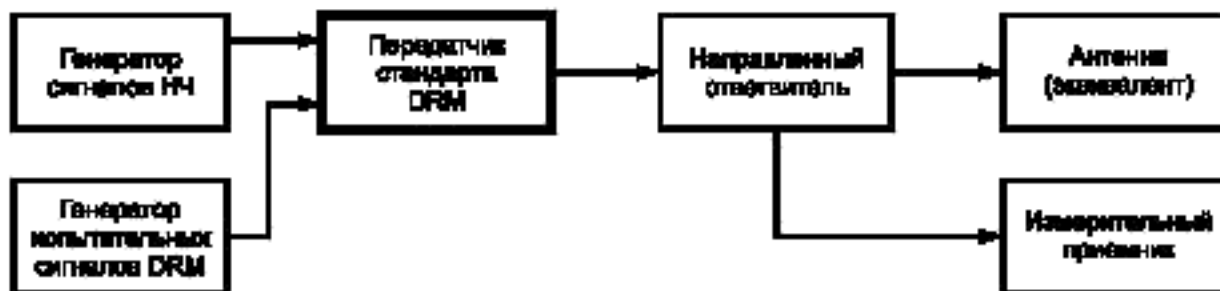 Генератор
сигналов НЧ
Передатчик
стандарта
DRM
Направленный
ответвитель
Антенна
(эквивалент)
Генератор
испытательных
сигналов DRM
Измерительный
приемник